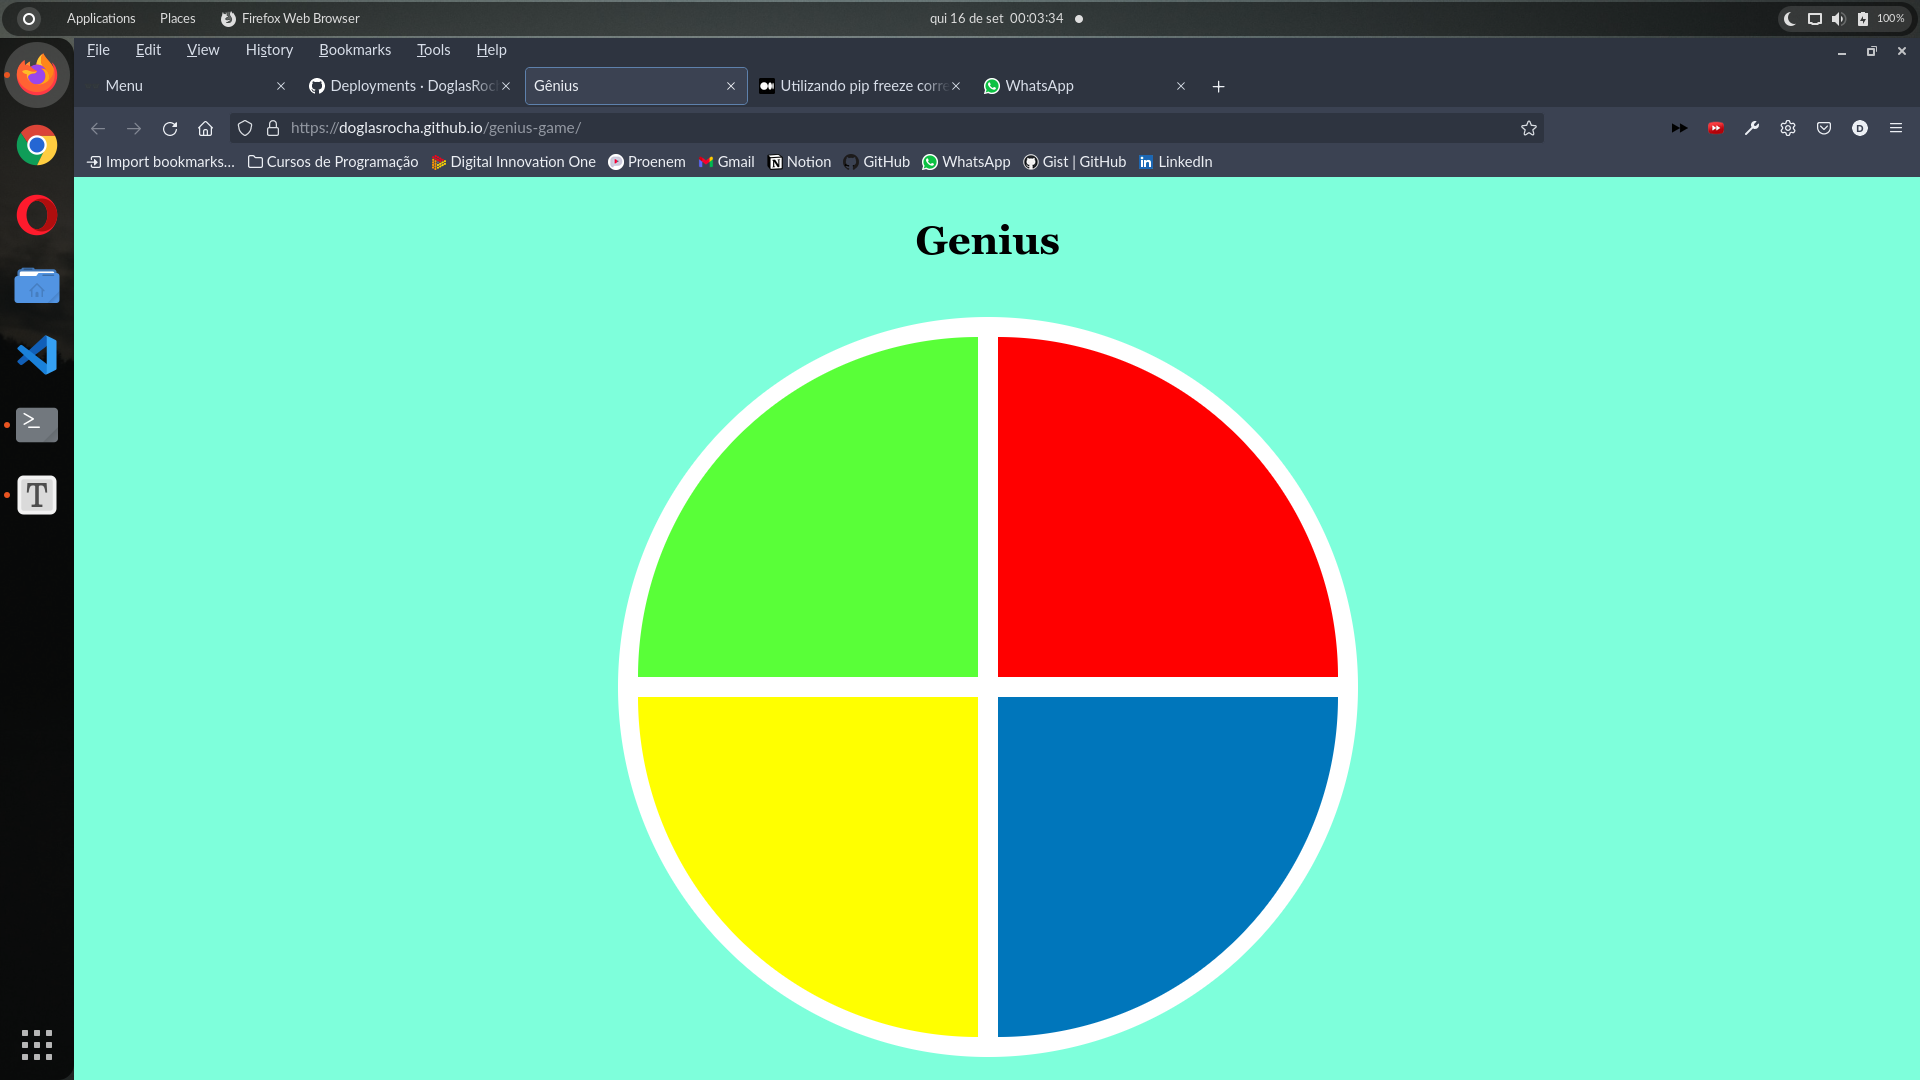 Applications Places Firefox Web Browser qui 16 de set 00:03:34 100%
File Edit View History Bookmarks Tools Help
Menu Deployments · DoglasRoc Gênius Utilizando pip freeze corre WhatsApp
https://doglasrocha.github.io/genius-game/ D
Import bookmarks... Cursos de Programação Digital Innovation One Proenem Gmail Notion GitHub WhatsApp Gist | GitHub LinkedIn
Genius